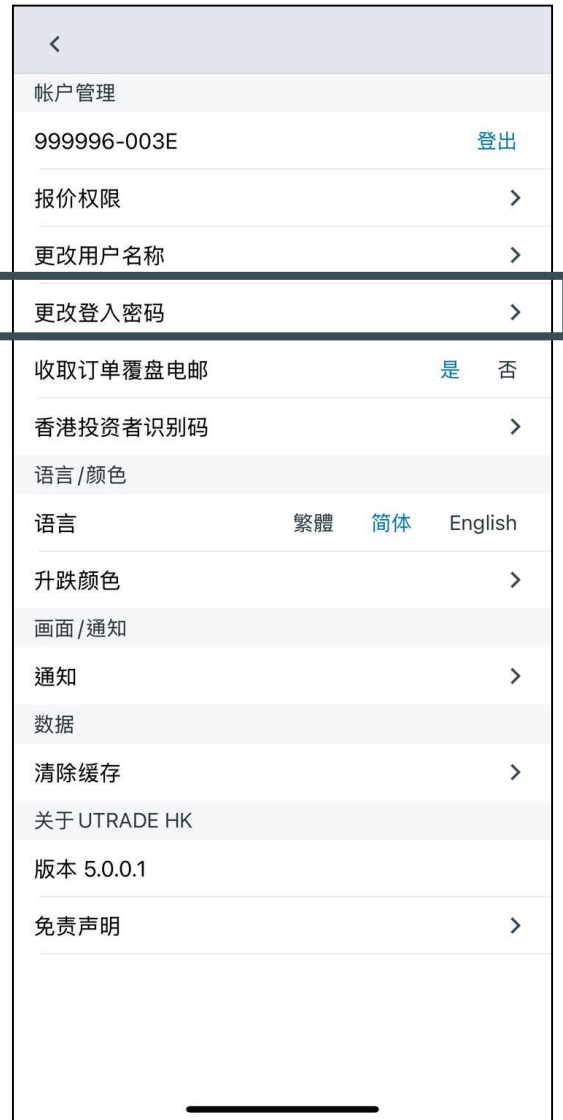 帐户管理
999996-003E 登出
报价权限
更改用户名称
更改登入密码
收取订单覆盘电邮 是 否
香港投资者识别码
语言/颜色
语言 繁體 简体 English
升跌颜色
画面/通知
通知
数据
清除缓存
关于 UTRADE HK
版本 5.0.0.1
免责声明